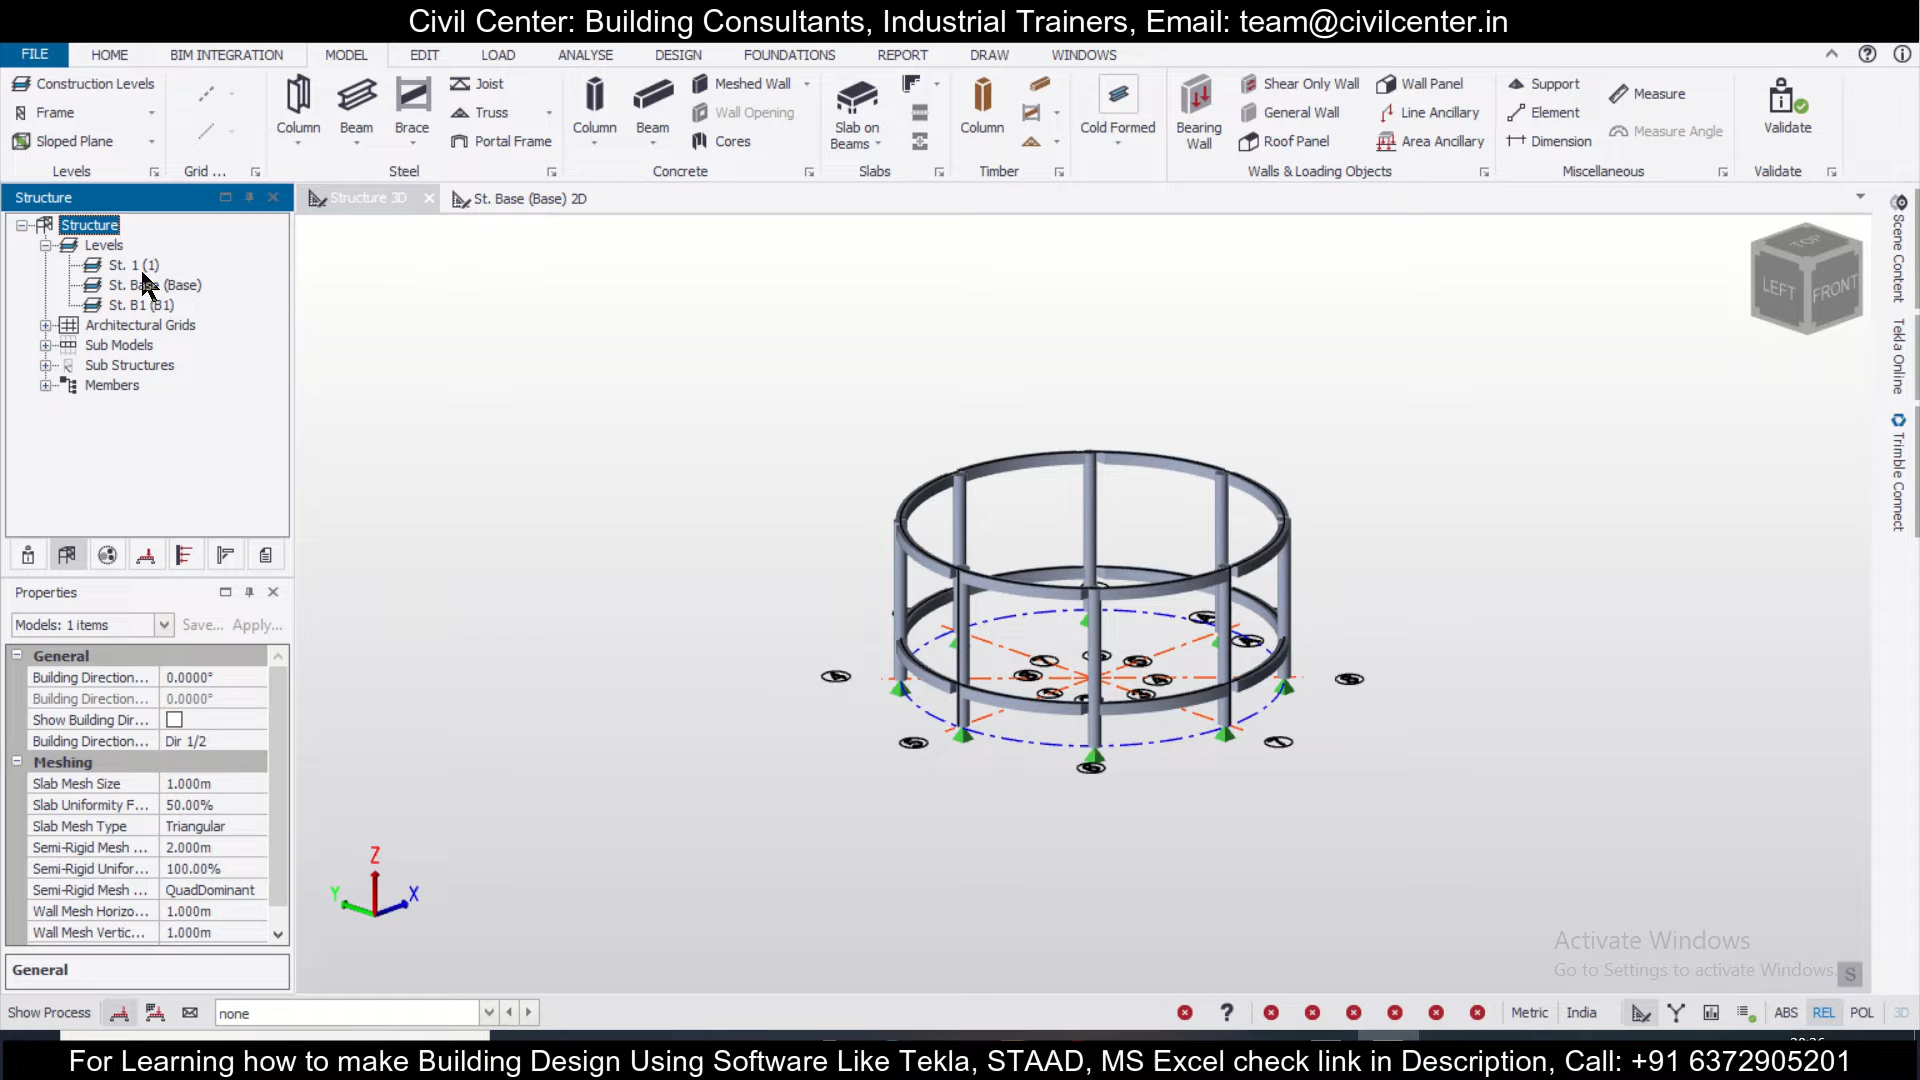 Civil Center: Building Consultants, Industrial Trainers, Email: team@civilcenter.in
FILE HOME BIM INTEGRATION MODEL EDIT LOAD ANALYSE DESIGN FOUNDATIONS REPORT DRAW WINDOWS
Construction Levels
Frame
Sloped Plane
Levels
Grid ...
Column
Beam
Brace
Joist
Truss
Portal Frame
Steel
Column
Beam
Meshed Wall
Wall Opening
Cores
Concrete
Slab on
Beams
Slabs
Column
Timber
Cold Formed
Bearing
Wall
Shear Only Wall
General Wall
Roof Panel
Wall Panel
Line Ancillary
Area Ancillary
Walls & Loading Objects
Support
Element
Dimension
Measure
Measure Angle
Miscellaneous
Validate
Validate
Structure
Structure 3D
St. Base (Base) 2D
Structure
Levels
St. 1 (1)
St. Base (Base)
St. B1 (B1)
Architectural Grids
Sub Models
Sub Structures
Members
TOP
LEFT
FRONT
Scene Content
Tekla Online
Trimble Connect
Properties
Models: 1 items Save... Apply...
General
Building Direction... 0.0000°
Building Direction... 0.0000°
Show Building Dir...
Building Direction... Dir 1/2
Meshing
Slab Mesh Size 1.000m
Slab Uniformity F... 50.00%
Slab Mesh Type Triangular
Semi-Rigid Mesh ... 2.000m
Semi-Rigid Unifor... 100.00%
Semi-Rigid Mesh ... QuadDominant
Wall Mesh Horizo... 1.000m
Wall Mesh Vertic... 1.000m
General
Z
Y
X
Activate Windows
Go to Settings to activate Windows.
S
Show Process none Metric India ABS REL POL 3D
For Learning how to make Building Design Using Software Like Tekla, STAAD, MS Excel check link in Description, Call: +91 6372905201